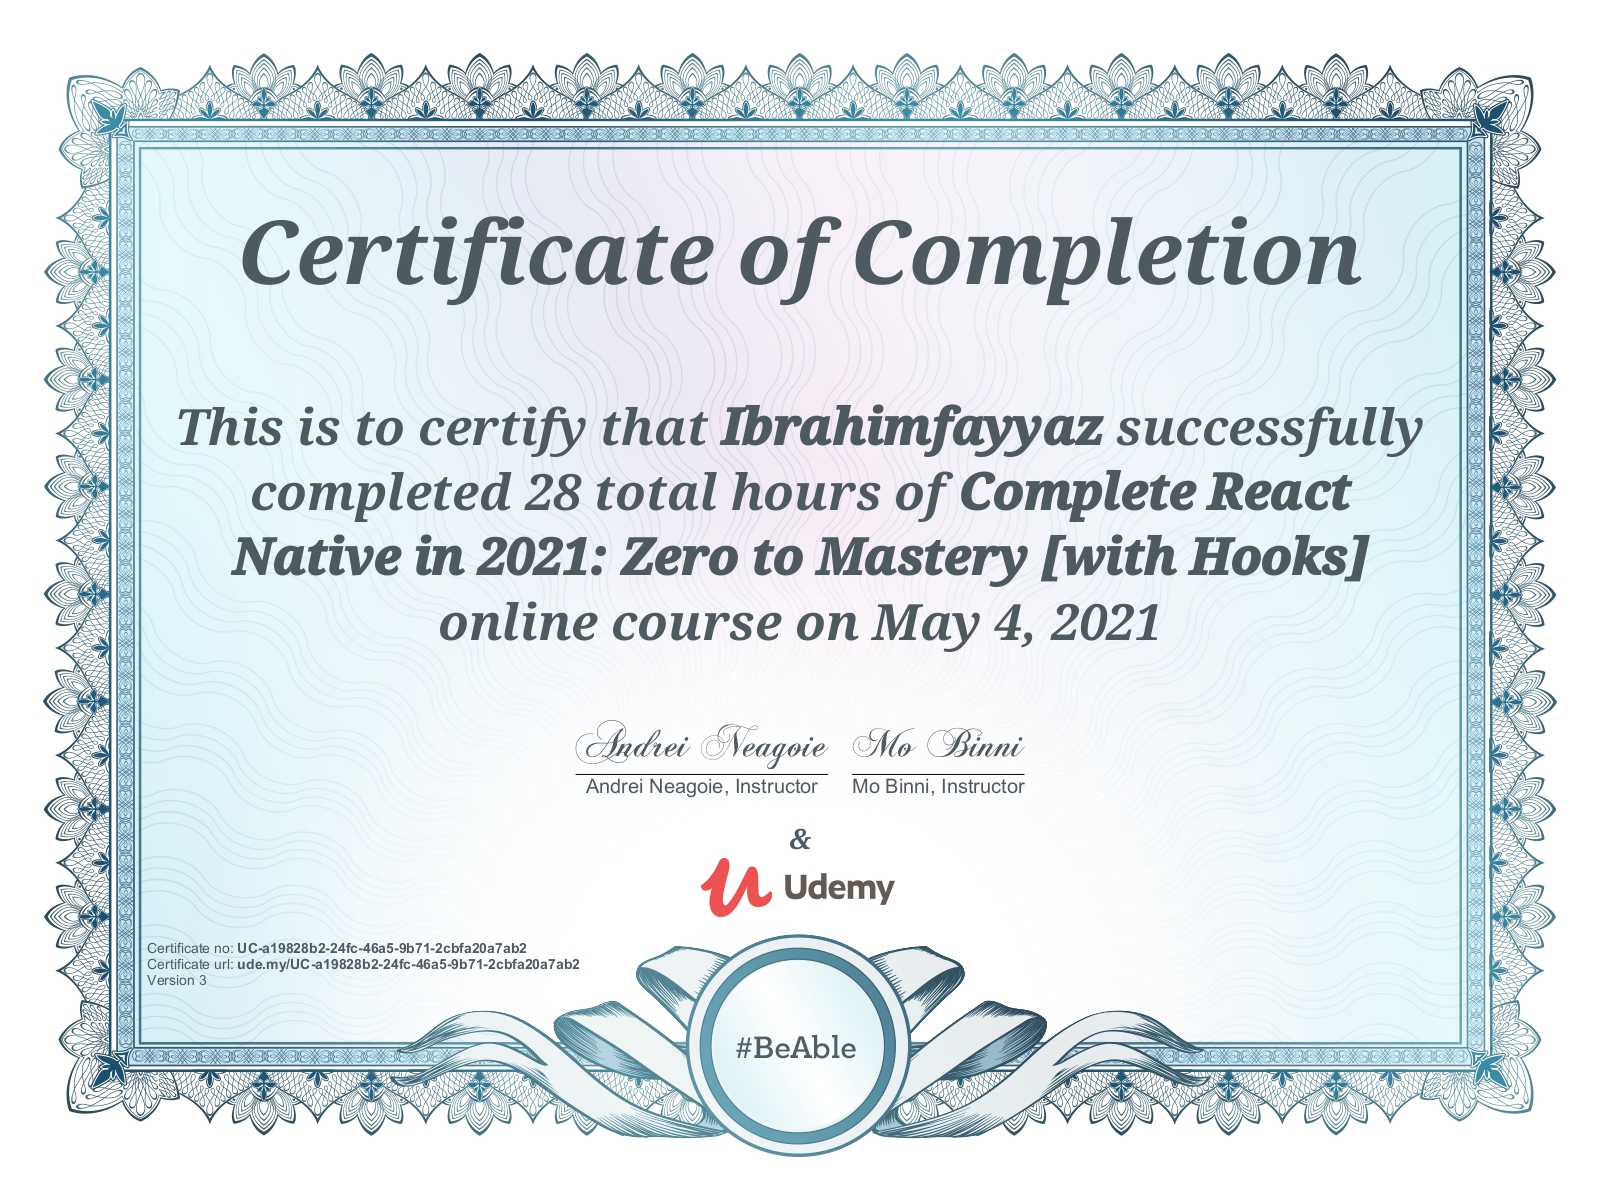 Certificate of Completion
This is to certify that Ibrahimfayyaz successfully
completed 28 total hours of Complete React
Native in 2021: Zero to Mastery [with Hooks]
online course on May 4, 2021
Andrei Neagoie Mo Binni
Andrei Neagoie, Instructor Mo Binni, Instructor
&
Udemy
Certificate no: UC-a19828b2-24fc-46a5-9b71-2cbfa20a7ab2
Certificate url: ude.my/UC-a19828b2-24fc-46a5-9b71-2cbfa20a7ab2
Version 3
#BeAble